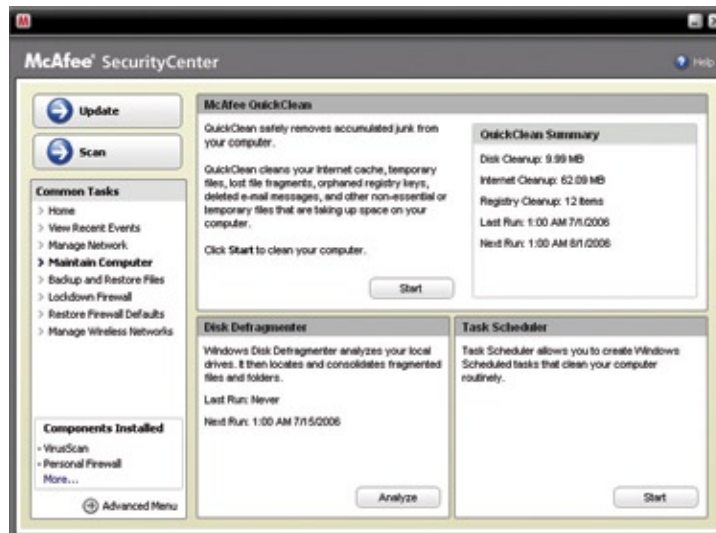 McAfee® SecurityCenter
Help
Update
Scan
Common Tasks
> Home
> View Recent Events
> Manage Network
> Maintain Computer
> Backup and Restore Files
> Lockdown Firewall
> Restore Firewall Defaults
> Manage Wireless Networks
Components Installed
- VirusScan
- Personal Firewall
More...
Advanced Menu
McAfee QuickClean
QuickClean safely removes accumulated junk from
your computer.
QuickClean cleans your Internet cache, temporary
files, lost file fragments, orphaned registry keys,
deleted e-mail messages, and other non-essential or
temporary files that are taking up space on your
computer.
Click Start to clean your computer.
Start
QuickClean Summary
Disk Cleanup: 9.99 MB
Internet Cleanup: 62.09 MB
Registry Cleanup: 12 Items
Last Run: 1:00 AM 7/1/2006
Next Run: 1:00 AM 8/1/2006
Disk Defragmenter
Windows Disk Defragmenter analyzes your local
drives. It then locates and consolidates fragmented
files and folders.
Last Run: Never
Next Run: 1:00 AM 7/15/2006
Analyze
Task Scheduler
Task Scheduler allows you to create Windows
Scheduled tasks that clean your computer
routinely.
Start